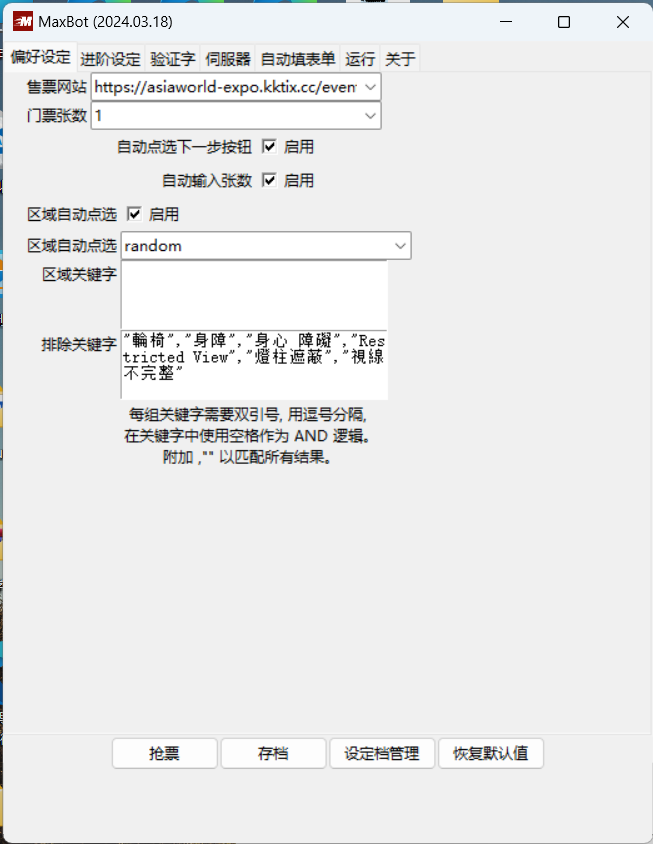 MaxBot (2024.03.18)
偏好设定 进阶设定 验证字 伺服器 自动填表单 运行 关于
售票网站 https://asiaworld-expo.kktix.cc/even
门票张数 1
自动点选下一步按钮 启用
自动输入张数 启用
区域自动点选 启用
区域自动点选 random
区域关键字
排除关键字 "輪椅","身障","身心 障礙","Res
tricted View","燈柱遮蔽","視線
不完整"
每组关键字需要双引号, 用逗号分隔,
在关键字中使用空格作为 AND 逻辑。
附加 ,"" 以匹配所有结果。
抢票 存档 设定档管理 恢复默认值